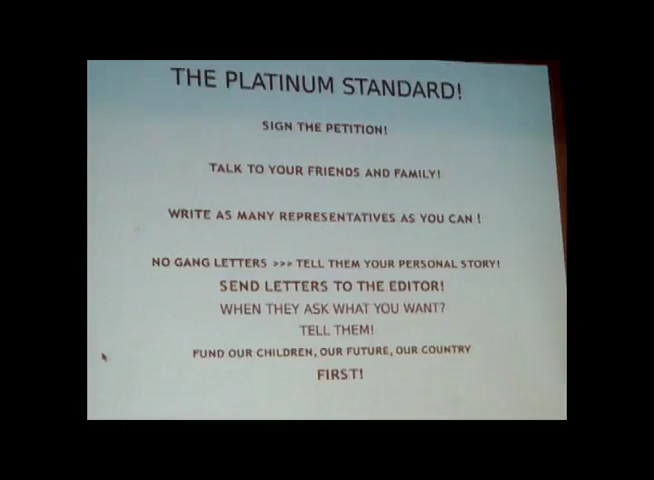 THE PLATINUM STANDARD!
SIGN THE PETITION!
TALK TO YOUR FRIENDS AND FAMILY!
WRITE AS MANY REPRESENTATIVES AS YOU CAN !
NO GANG LETTERS >>> TELL THEM YOUR PERSONAL STORY!
SEND LETTERS TO THE EDITOR!
WHEN THEY ASK WHAT YOU WANT?
TELL THEM!
FUND OUR CHILDREN, OUR FUTURE, OUR COUNTRY
FIRST!